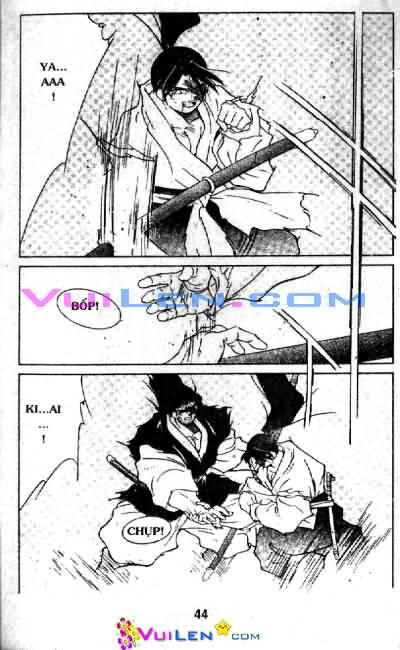 YA...
AAA
!
VuiLen.com
BỐP!
KI...AI
...
!
CHỤP!
44
VuiLen
.com